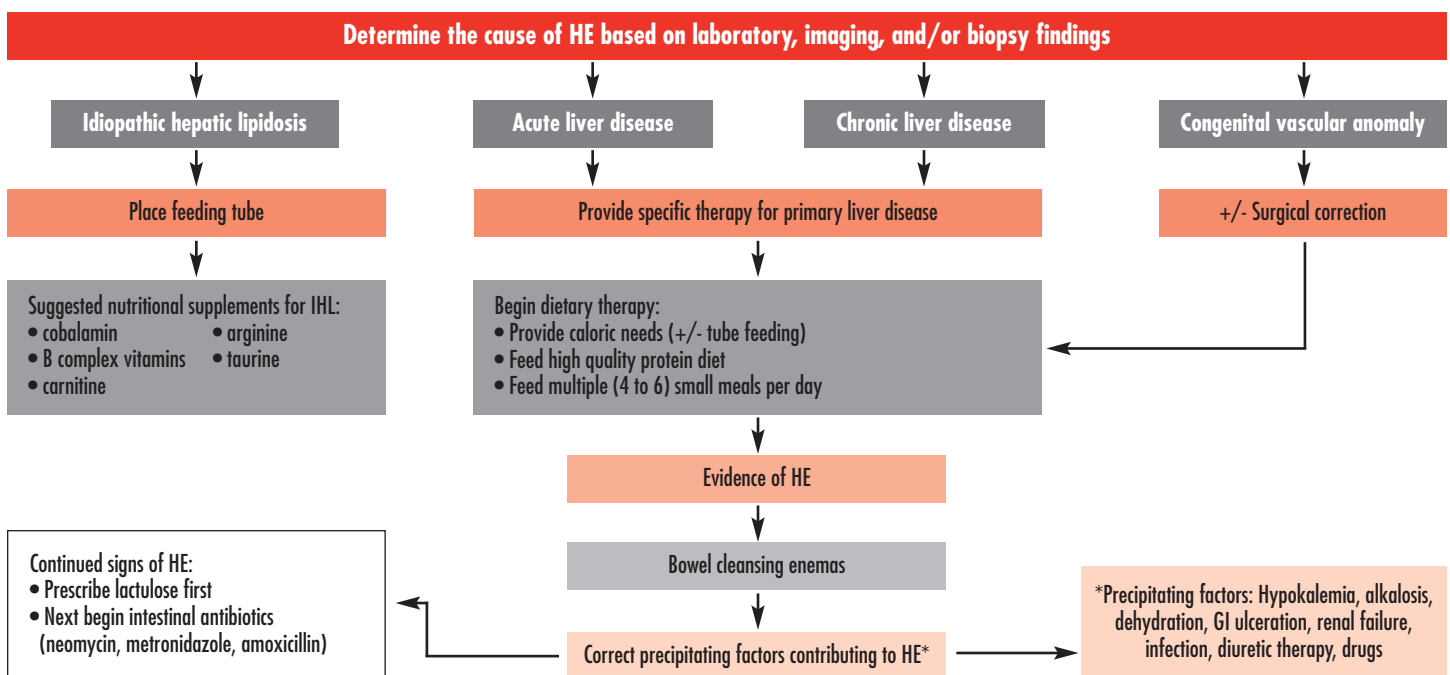 Determine the cause of HE based on laboratory, imaging, and/or biopsy findings
Idiopathic hepatic lipidosis
Acute liver disease
Chronic liver disease
Congenital vascular anomaly
Place feeding tube
Provide specific therapy for primary liver disease
+/- Surgical correction
Suggested nutritional supplements for IHL:
• cobalamin • arginine
• B complex vitamins • taurine
• carnitine
Begin dietary therapy:
• Provide caloric needs (+/- tube feeding)
• Feed high quality protein diet
• Feed multiple (4 to 6) small meals per day
Evidence of HE
Bowel cleansing enemas
Correct precipitating factors contributing to HE*
Continued signs of HE:
• Prescribe lactulose first
• Next begin intestinal antibiotics
(neomycin, metronidazole, amoxicillin)
*Precipitating factors: Hypokalemia, alkalosis,
dehydration, GI ulceration, renal failure,
infection, diuretic therapy, drugs